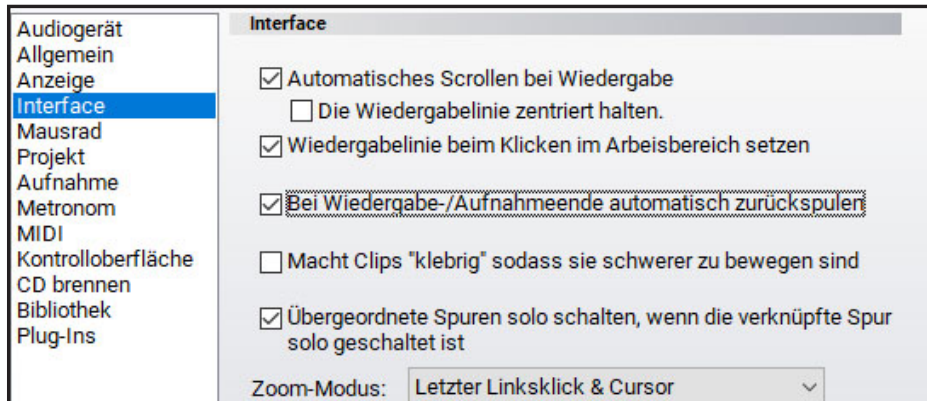 Audiogerät
Allgemein
Anzeige
Interface
Mausrad
Projekt
Aufnahme
Metronom
MIDI
Kontrolloberfläche
CD brennen
Bibliothek
Plug-Ins
Interface
Automatisches Scrollen bei Wiedergabe
Die Wiedergabelinie zentriert halten.
Wiedergabelinie beim Klicken im Arbeisbereich setzen
Bei Wiedergabe-/Aufnahmeende automatisch zurückspulen
Macht Clips "klebrig" sodass sie schwerer zu bewegen sind
Übergeordnete Spuren solo schalten, wenn die verknüpfte Spur
solo geschaltet ist
Zoom-Modus: Letzter Linksklick & Cursor